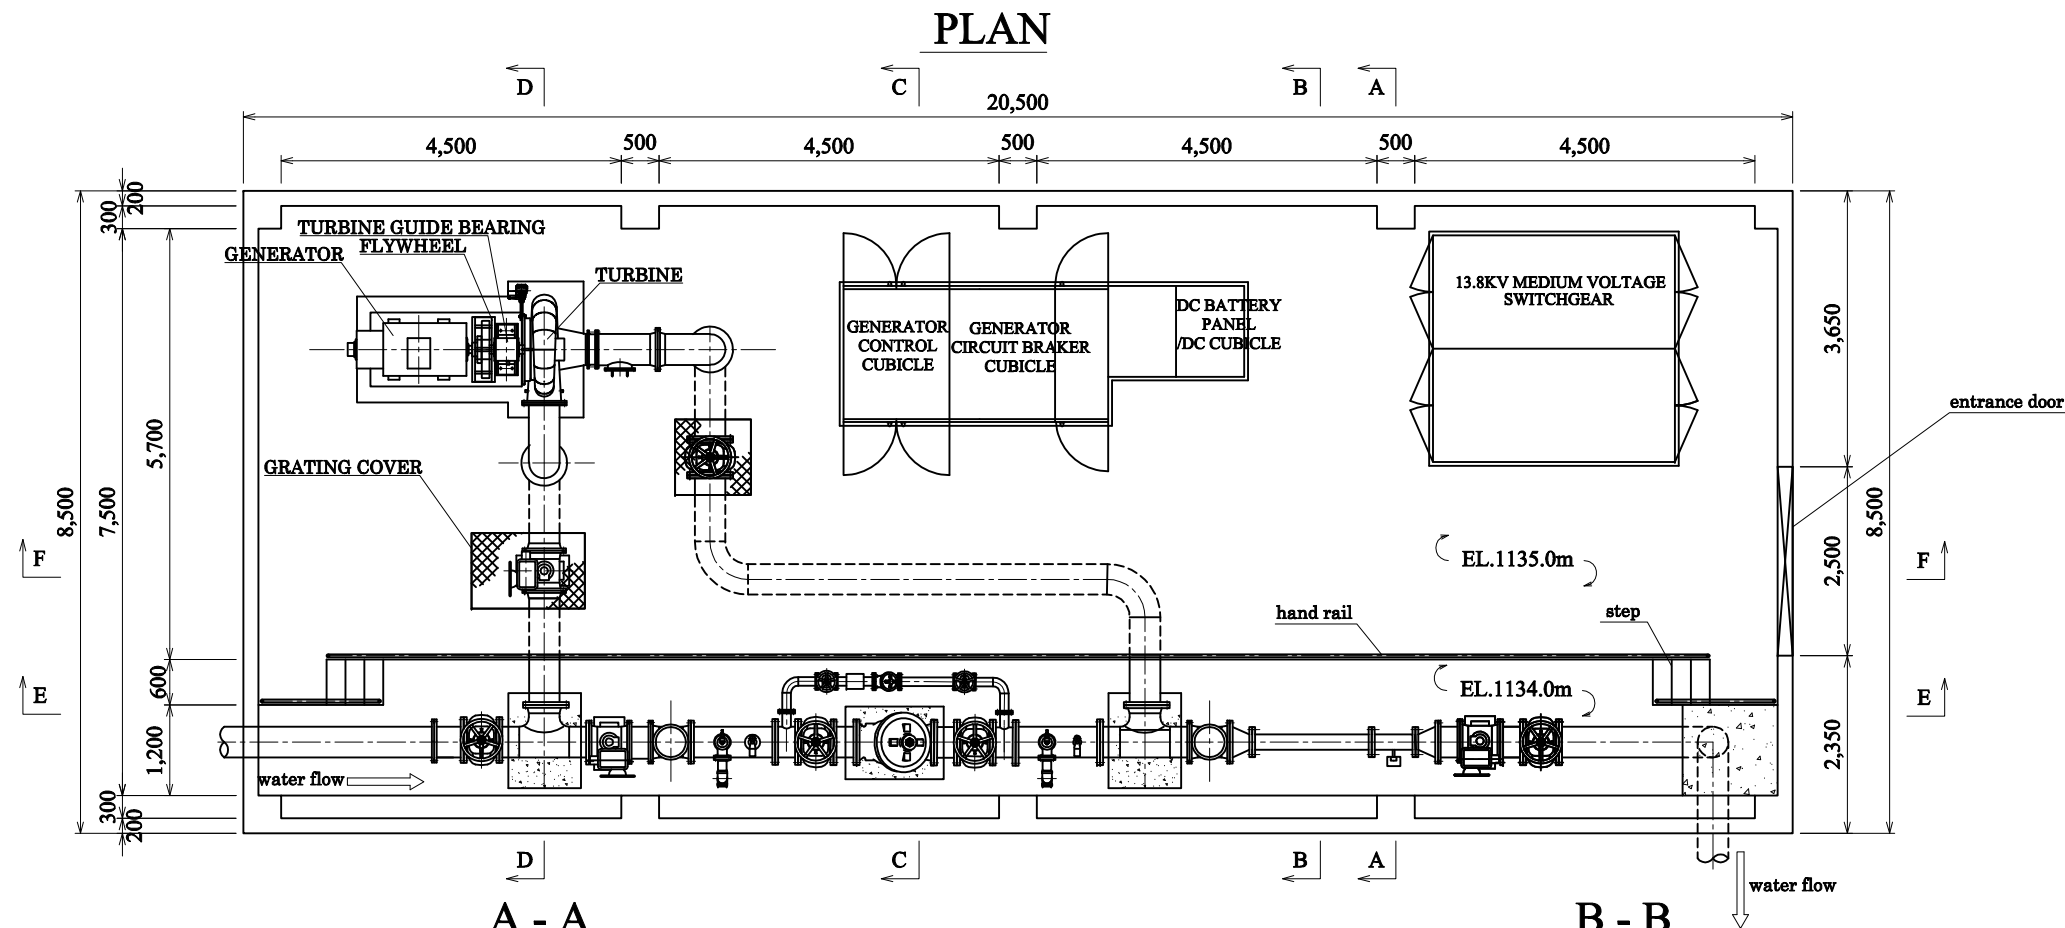 PLAN
D
C
B
A
20,500
4,500
500
4,500
500
4,500
500
4,500
200
300
TURBINE GUIDE BEARING
FLYWHEEL
GENERATOR
TURBINE
13.8KV MEDIUM VOLTAGE
SWITCHGEAR
DC BATTERY
PANEL
/DC CUBICLE
GENERATOR
CONTROL
CUBICLE
GENERATOR
CIRCUIT BRAKER
CUBICLE
3,650
entrance door
5,700
GRATING COVER
8,500
7,500
8,500
2,500
F
F
EL.1135.0m
hand rail
step
600
E
E
EL.1134.0m
1,200
2,350
water flow
300
200
D
C
B
A
water flow
A - A
B - B